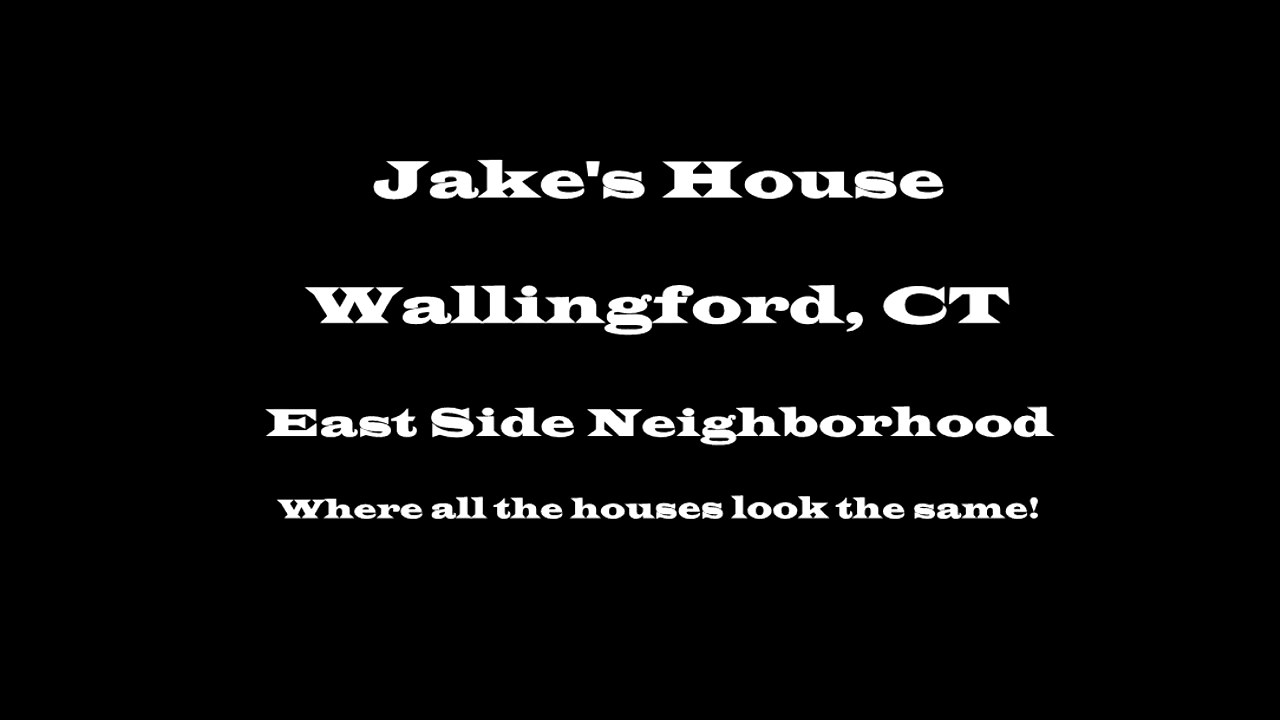 Jake's House
Wallingford, CT
East Side Neighborhood
Where all the houses look the same!